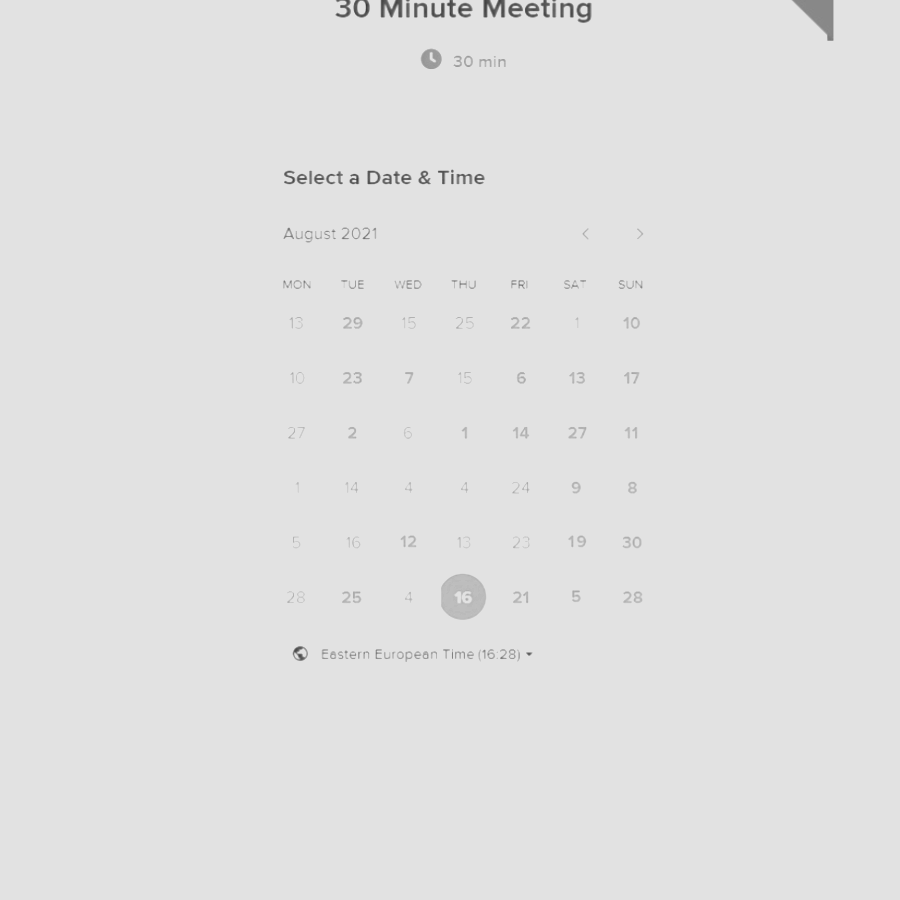 30 Minute Meeting
30 min
Select a Date & Time
August 2021
MON TUE WED THU FRI SAT SUN
13 29 15 25 22 1 10
10 23 7 15 6 13 17
27 2 6 1 14 27 11
1 14 4 4 24 9 8
5 16 12 13 23 19 30
28 25 4 16 21 5 28
Eastern European Time (16:28)